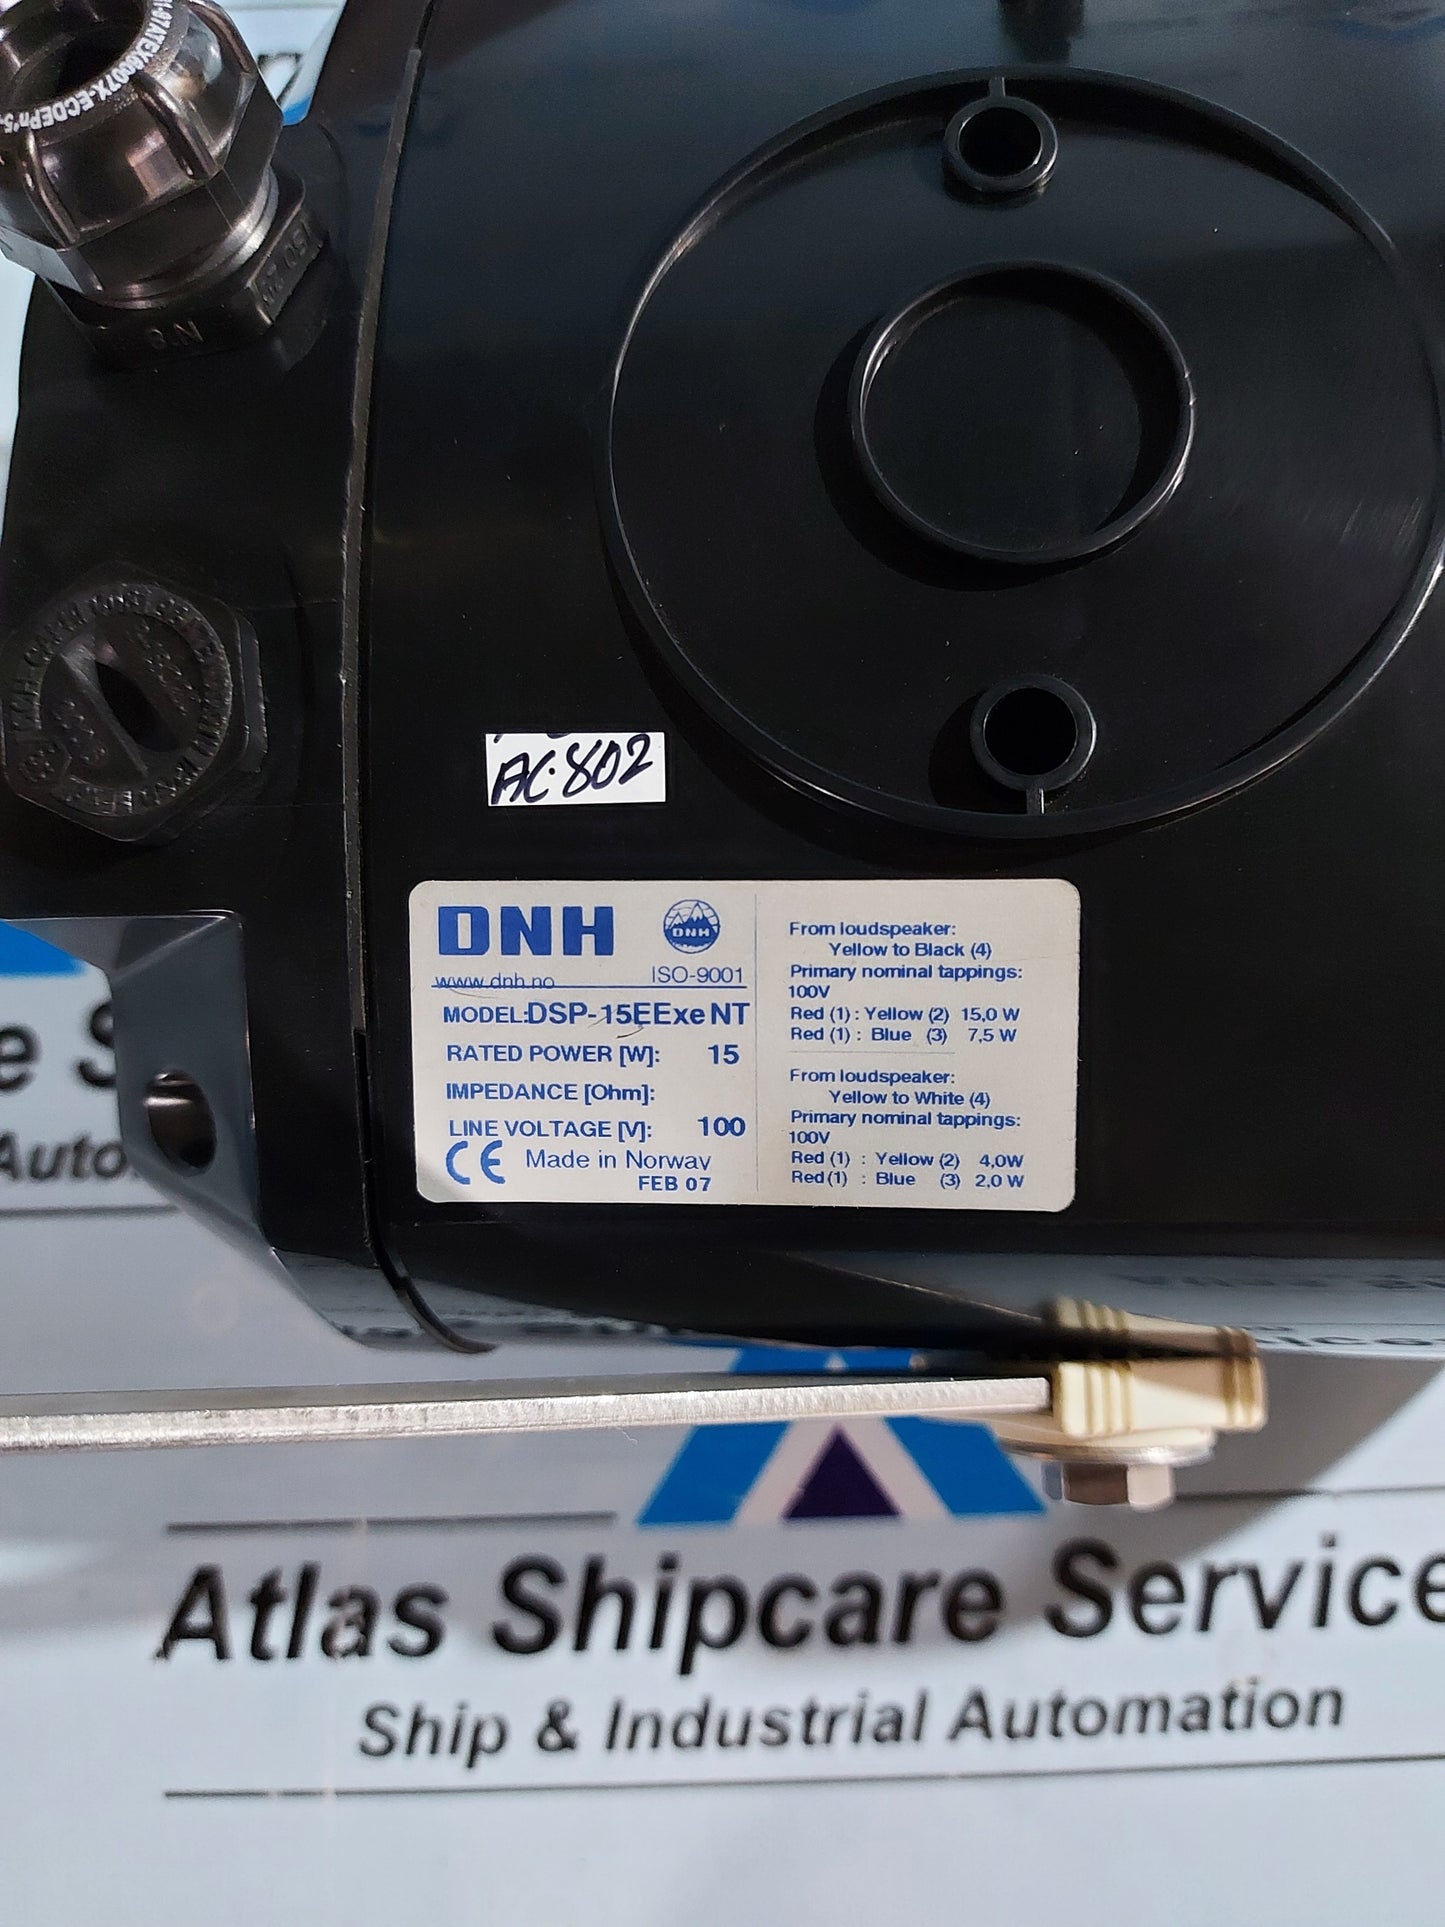 AC-802
DNH
DNH
www.dnh.no
ISO-9001
MODEL:DSP-15EExeNT
RATED POWER [W]: 15
IMPEDANCE [Ohm]:
LINE VOLTAGE [V]: 100
CE Made in Norway
FEB 07
From loudspeaker:
Yellow to Black (4)
Primary nominal tappings:
100V
Red (1) : Yellow (2) 15,0 W
Red (1) : Blue (3) 7,5 W
From loudspeaker:
Yellow to White (4)
Primary nominal tappings:
100V
Red (1) : Yellow (2) 4,0W
Red (1) : Blue (3) 2,0 W
Atlas Shipcare Service
Ship & Industrial Automation